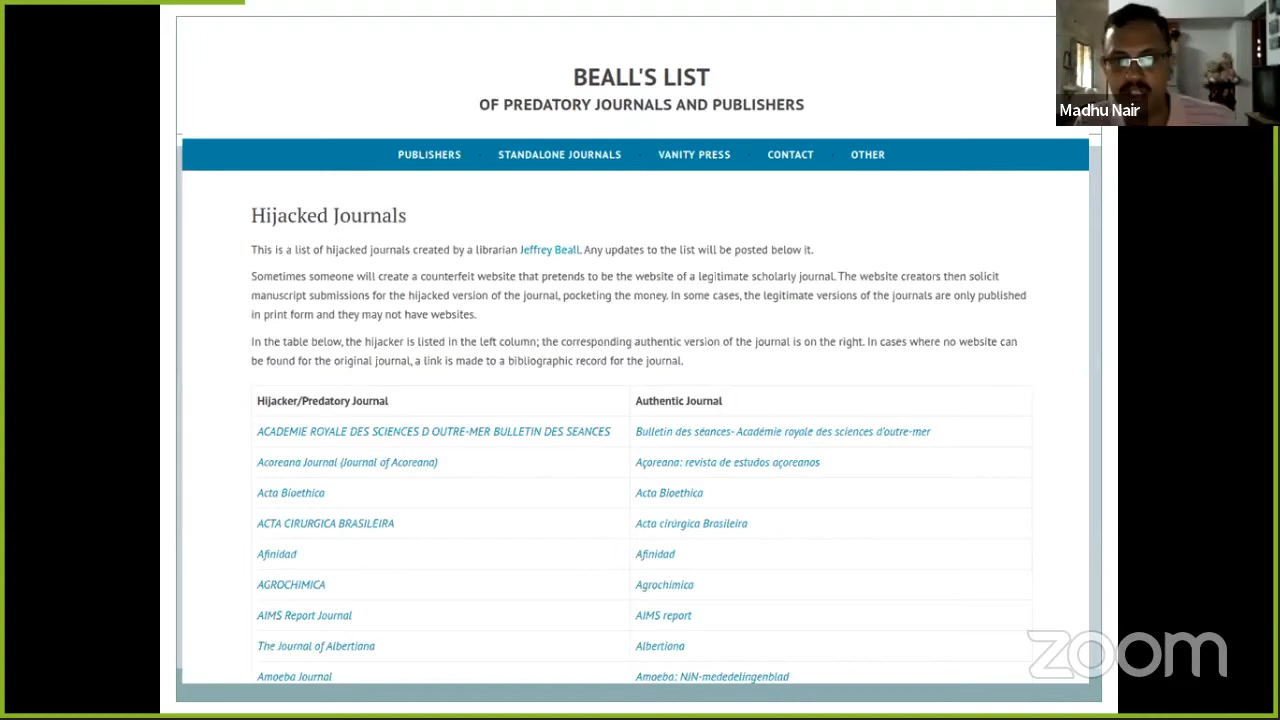 BEALL'S LIST
OF PREDATORY JOURNALS AND PUBLISHERS
Madhu Nair
PUBLISHERS · STANDALONE JOURNALS · VANITY PRESS · CONTACT · OTHER
Hijacked Journals
This is a list of hijacked journals created by a librarian Jeffrey Beall. Any updates to the list will be posted below it.
Sometimes someone will create a counterfeit website that pretends to be the website of a legitimate scholarly journal. The website creators then solicit
manuscript submissions for the hijacked version of the journal, pocketing the money. In some cases, the legitimate versions of the journals are only published
in print form and they may not have websites.
In the table below, the hijacker is listed in the left column; the corresponding authentic version of the journal is on the right. In cases where no website can
be found for the original journal, a link is made to a bibliographic record for the journal.
Hijacker/Predatory Journal Authentic Journal
ACADEMIE ROYALE DES SCIENCES D OUTRE-MER BULLETIN DES SEANCES Bulletin des séances- Académie royale des sciences d'outre-mer
Acoreana Journal (Journal of Acoreana) Açoreana: revista de estudos açoreanos
Acta Bioethica Acta Bioethica
ACTA CIRURGICA BRASILEIRA Acta cirúrgica Brasileira
Afinidad Afinidad
AGROCHIMICA Agrochimica
AIMS Report Journal AIMS report
The Journal of Albertiana Albertiana
Amoeba Journal Amoeba: NJN-mededelingenblad
zoom